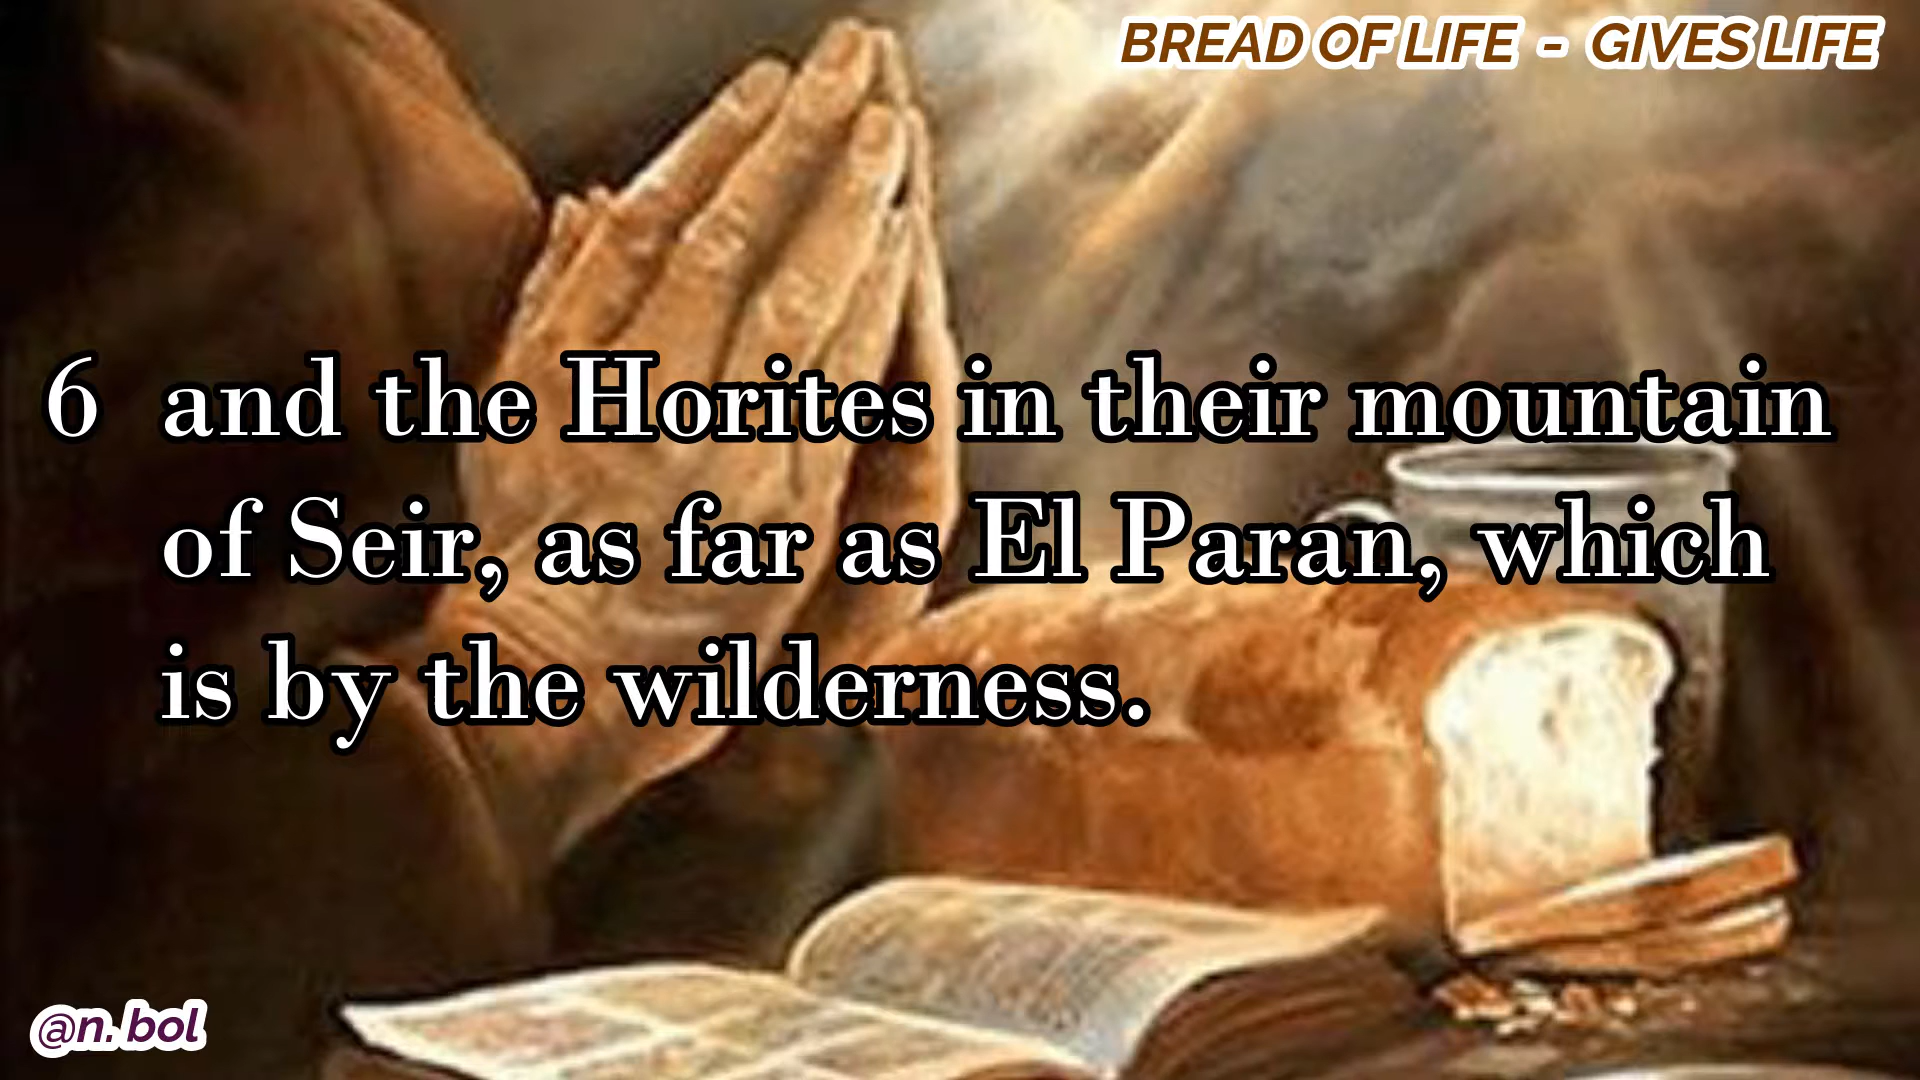 BREAD OF LIFE - GIVES LIFE
6 and the Horites in their mountain
of Seir, as far as El Paran, which
is by the wilderness.
@n. bol